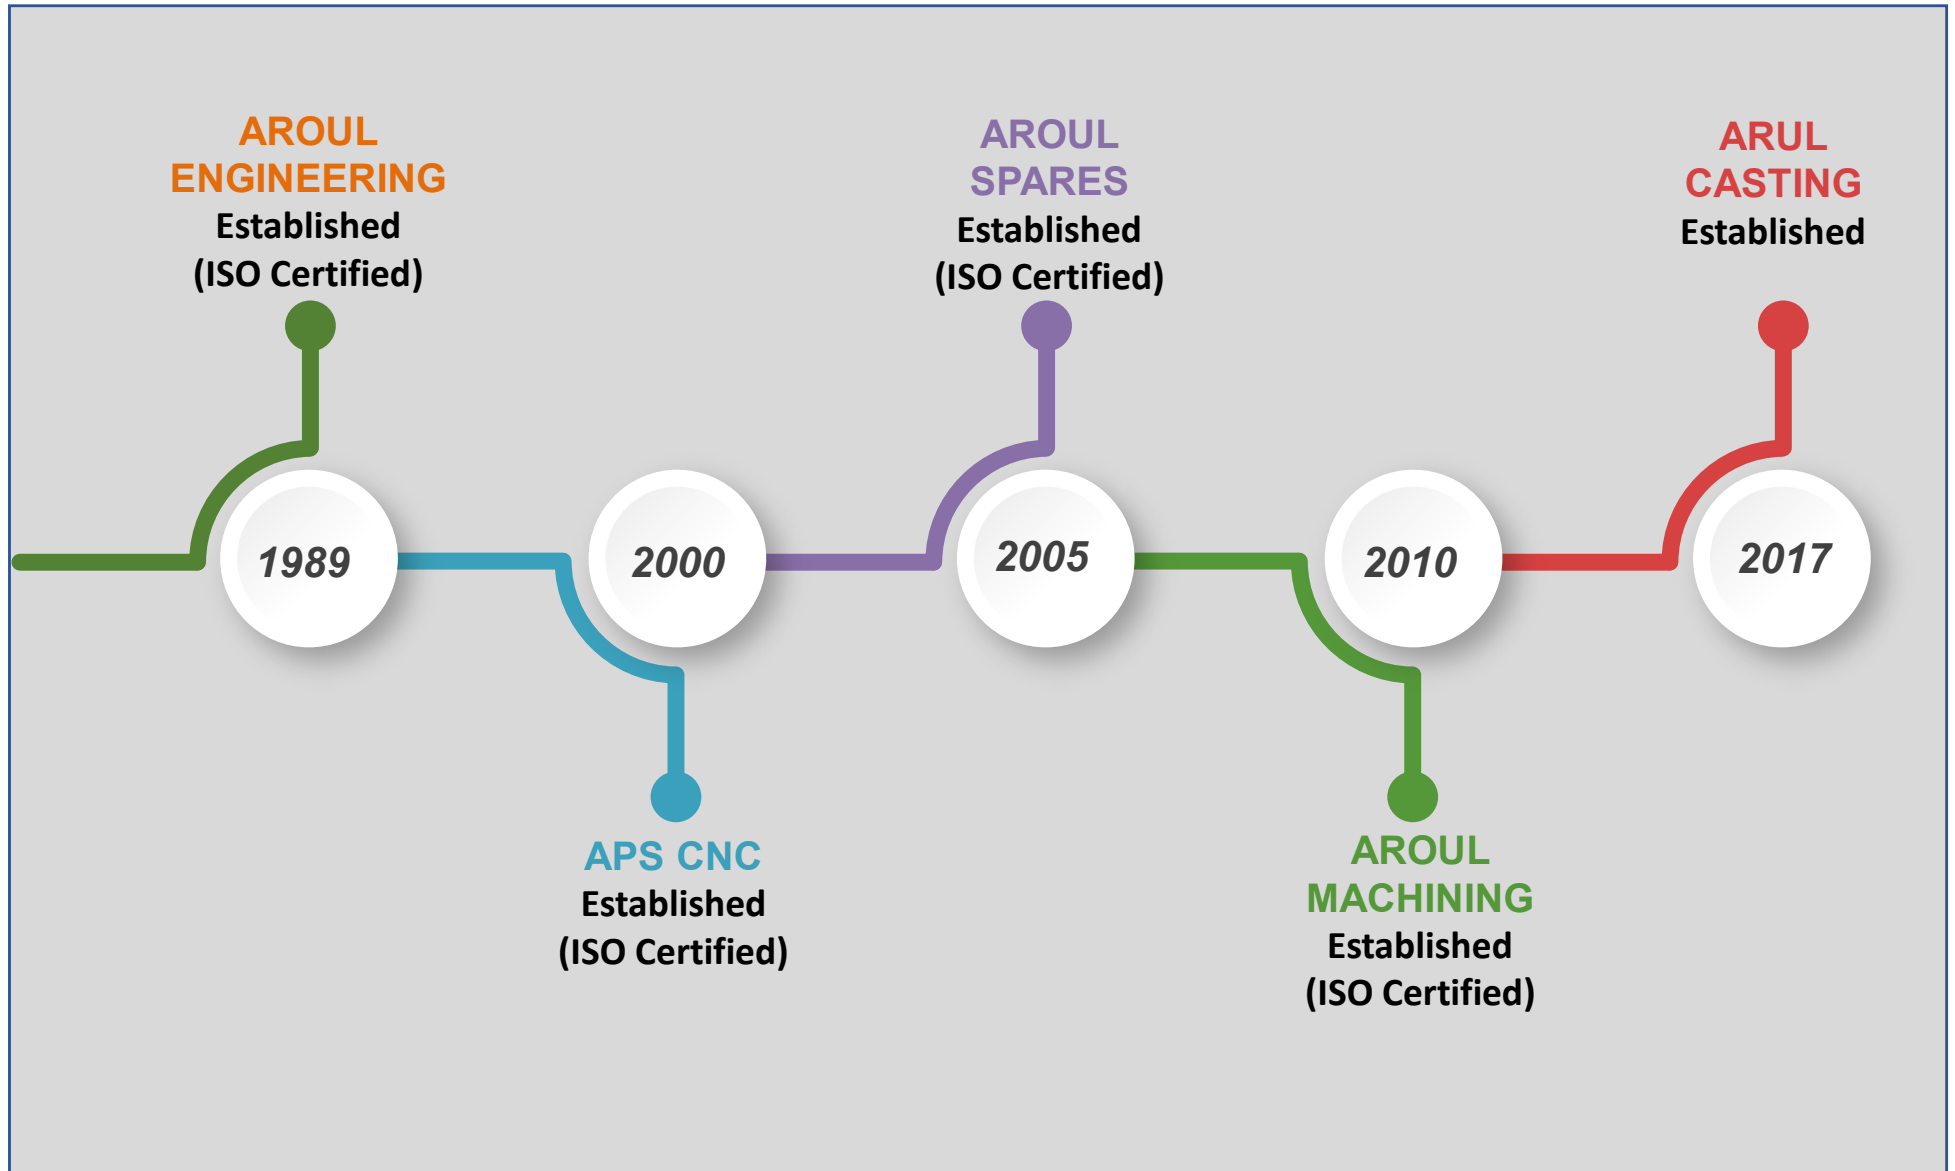 AROUL
ENGINEERING
Established
(ISO Certified)
AROUL
SPARES
Established
(ISO Certified)
ARUL
CASTING
Established
1989
2000
2005
2010
2017
APS CNC
Established
(ISO Certified)
AROUL
MACHINING
Established
(ISO Certified)